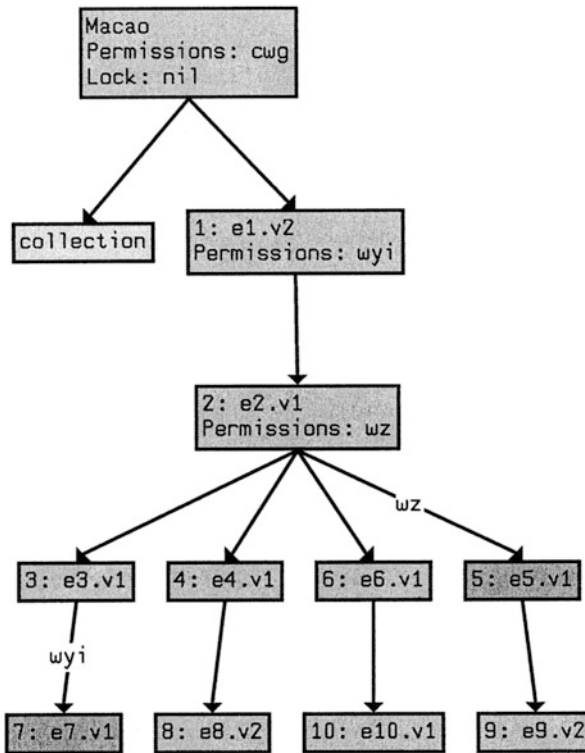 Macao
Permissions: cwg
Lock: nil
collection
1: e1.v2
Permissions: wyi
2: e2.v1
Permissions: wz
wz
3: e3.v1
4: e4.v1
6: e6.v1
5: e5.v1
wyi
7: e7.v1
8: e8.v2
10: e10.v1
9: e9.v2